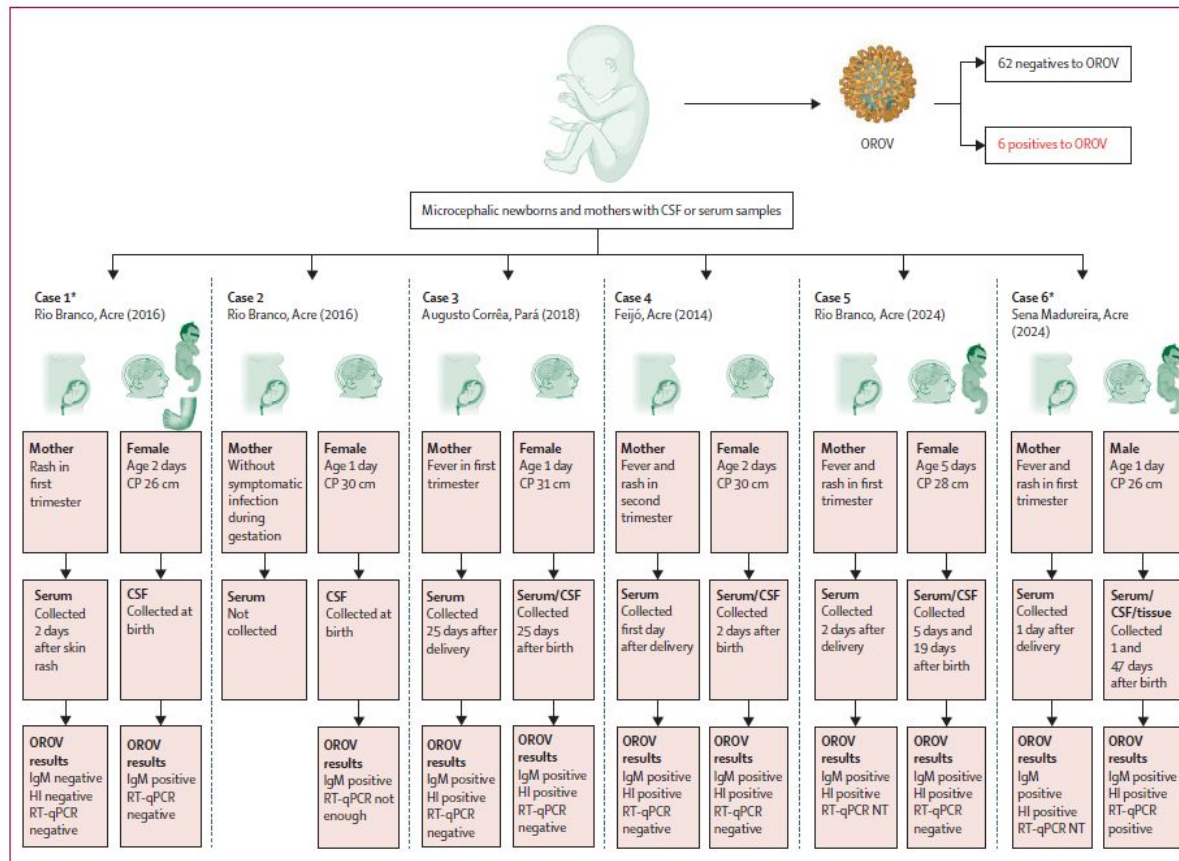 62 negatives to OROV
OROV
6 positives to OROV
Microcephalic newborns and mothers with CSF or serum samples
Case 1*
Rio Branco, Acre (2016)
Mother
Rash in
first
trimester
Female
Age 2 days
CP 26 cm
Serum
Collected
2 days
after skin
rash
CSF
Collected at
birth
OROV
results
IgM negative
HI negative
RT-qPCR
negative
OROV
results
IgM positive
RT-qPCR
negative
Case 2
Rio Branco, Acre (2016)
Mother
Without
symptomatic
infection
during
gestation
Female
Age 1 day
CP 30 cm
Serum
Not
collected
CSF
Collected at
birth
OROV
results
IgM positive
RT-qPCR not
enough
Case 3
Augusto Corrêa, Pará (2018)
Mother
Fever in first
trimester
Female
Age 1 day
CP 31 cm
Serum
Collected
25 days after
delivery
Serum/CSF
Collected
25 days
after birth
OROV
results
IgM positive
HI positive
RT-qPCR
negative
OROV
results
IgM positive
HI positive
RT-qPCR
negative
Case 4
Feijó, Acre (2014)
Mother
Fever and
rash in
second
trimester
Female
Age 2 days
CP 30 cm
Serum
Collected
first day
after delivery
Serum/CSF
Collected
2 days after
birth
OROV
results
IgM positive
HI positive
RT-qPCR
negative
OROV
results
IgM positive
HI positive
RT-qPCR
negative
Case 5
Rio Branco, Acre (2024)
Mother
Fever and
rash in first
trimester
Female
Age 5 days
CP 28 cm
Serum
Collected
2 days after
delivery
Serum/CSF
Collected
5 days and
19 days
after birth
OROV
results
IgM positive
HI positive
RT-qPCR NT
OROV
results
IgM positive
HI positive
RT-qPCR
negative
Case 6*
Sena Madureira, Acre
(2024)
Mother
Fever and
rash in first
trimester
Male
Age 1 day
CP 26 cm
Serum
Collected
1 day after
delivery
Serum/
CSF/tissue
Collected
1 and
47 days
after birth
OROV
results
IgM
positive
HI positive
RT-qPCR NT
OROV
results
IgM positive
HI positive
RT-qPCR
positive